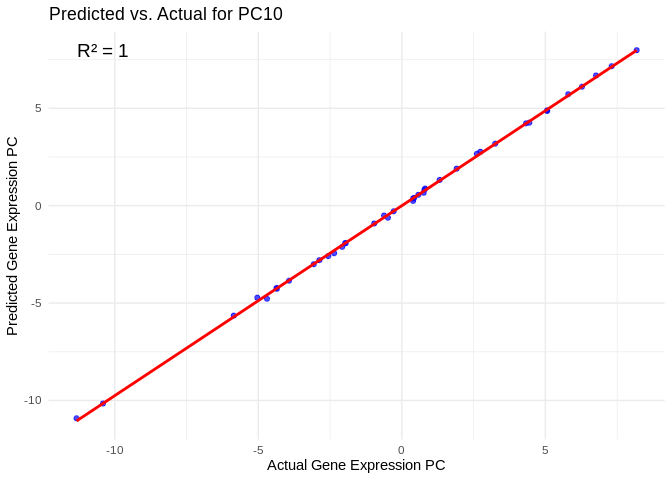 Predicted vs. Actual for PC10
R² = 1
5
0
-5
-10
Predicted Gene Expression PC
-10
-5
0
5
Actual Gene Expression PC